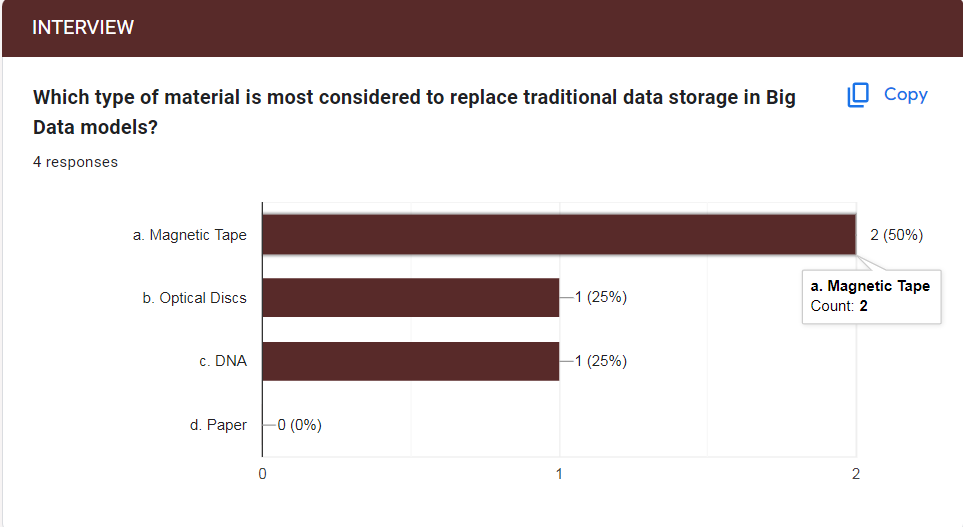 INTERVIEW
Which type of material is most considered to replace traditional data storage in Big
Data models?
Copy
4 responses
a. Magnetic Tape
2 (50%)
a. Magnetic Tape
Count: 2
b. Optical Discs
1 (25%)
c. DNA
1 (25%)
d. Paper
0 (0%)
0
1
2